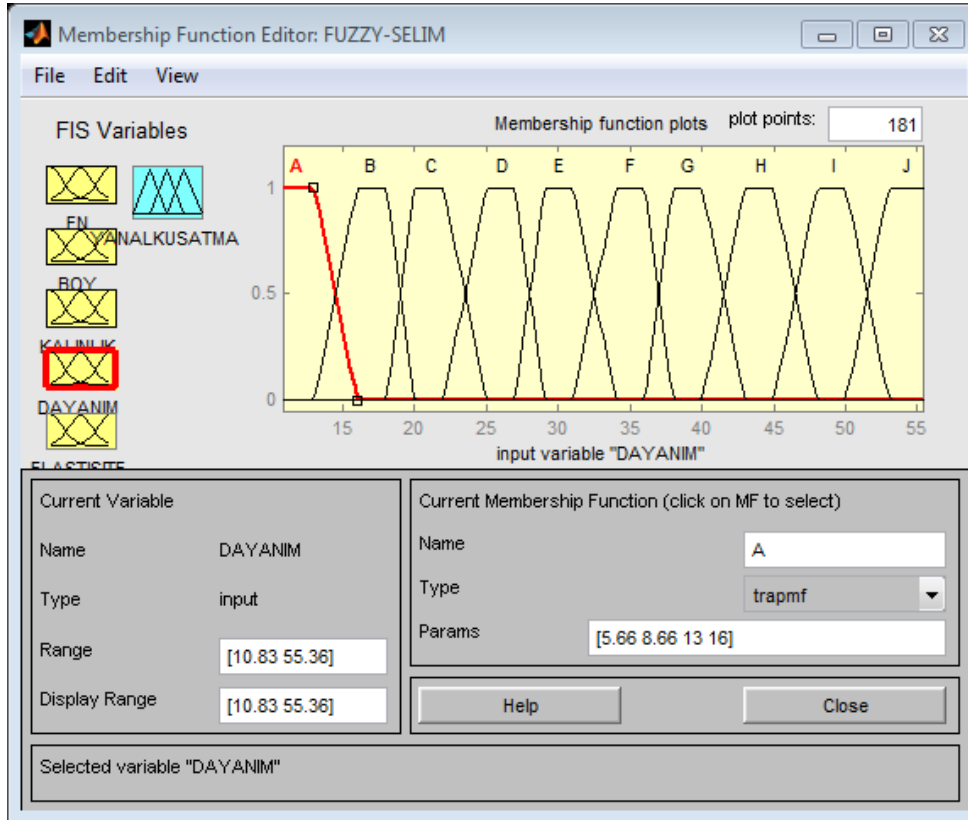 Membership Function Editor: FUZZY-SELIM
File Edit View
FIS Variables
EN
YANALKUSATMA
BOY
KALINLIK
DAYANIM
ELASTISITE
Membership function plots plot points: 181
A B C D E F G H I J
1
0.5
0
15 20 25 30 35 40 45 50 55
input variable "DAYANIM"
Current Variable
Name DAYANIM
Type input
Range [10.83 55.36]
Display Range [10.83 55.36]
Current Membership Function (click on MF to select)
Name A
Type trapmf
Params [5.66 8.66 13 16]
Help Close
Selected variable "DAYANIM"